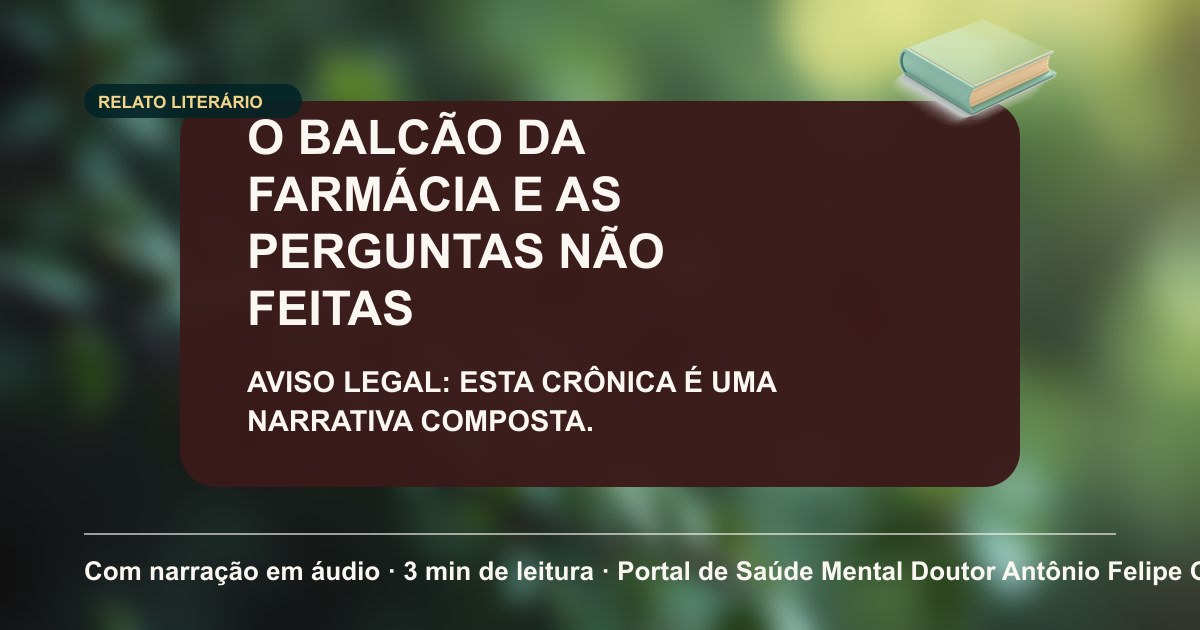 RELATO LITERÁRIO
O BALCÃO DA
FARMÁCIA E AS
PERGUNTAS NÃO
FEITAS
AVISO LEGAL: ESTA CRÔNICA É UMA
NARRATIVA COMPOSTA.
Com narração em áudio · 3 min de leitura · Portal de Saúde Mental Doutor Antônio Felipe